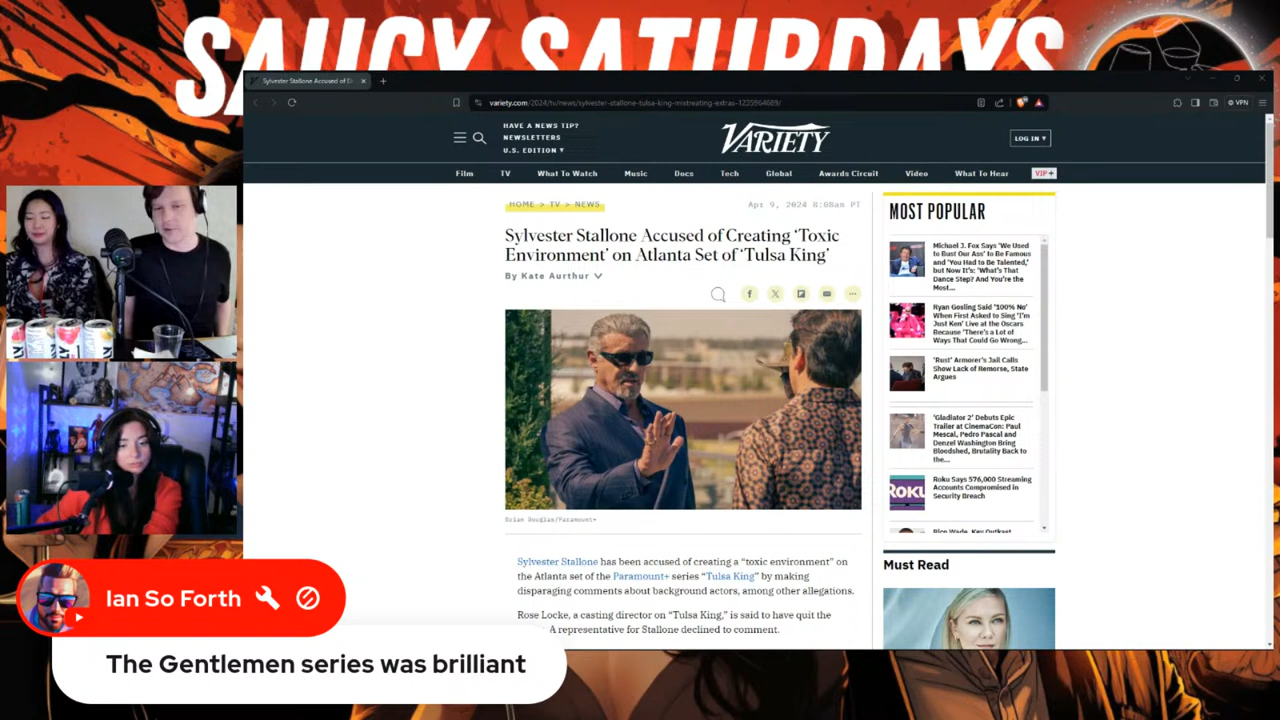 SAUCY SATURDAYS
Sylvester Stallone Accused of
variety.com/2024/tv/news/sylvester-stallone-tulsa-king-mistreating-extras-1235964689/
VPN
HAVE A NEWS TIP?
NEWSLETTERS
U.S. EDITION
VARIETY
LOG IN
Film TV What To Watch Music Docs Tech Global Awards Circuit Video What To Hear VIP+
HOME > TV > NEWS
Apr 9, 2024 8:08am PT
Sylvester Stallone Accused of Creating ‘Toxic
Environment’ on Atlanta Set of ‘Tulsa King’
By Kate Aurthur
Brian Douglas/Paramount+
Sylvester Stallone has been accused of creating a “toxic environment” on
the Atlanta set of the Paramount+ series “Tulsa King” by making
disparaging comments about background actors, among other allegations.
Rose Locke, a casting director on “Tulsa King,” is said to have quit the
A representative for Stallone declined to comment.
MOST POPULAR
Michael J. Fox Says ‘We Used
to Bust Our Ass’ to Be Famous
and ‘You Had to Be Talented,’
but Now It's: ‘What's That
Dance Step? And You're the
Most...
Ryan Gosling Said ‘100% No’
When First Asked to Sing ‘I'm
Just Ken’ Live at the Oscars
Because ‘There's a Lot of
Ways That Could Go Wrong...
‘Rust’ Armorer's Jail Calls
Show Lack of Remorse, State
Argues
‘Gladiator 2’ Debuts Epic
Trailer at CinemaCon: Paul
Mescal, Pedro Pascal and
Denzel Washington Bring
Bloodshed, Brutality Back to
the...
ROKU
Roku Says 576,000 Streaming
Accounts Compromised in
Security Breach
Must Read
Ian So Forth
The Gentlemen series was brilliant